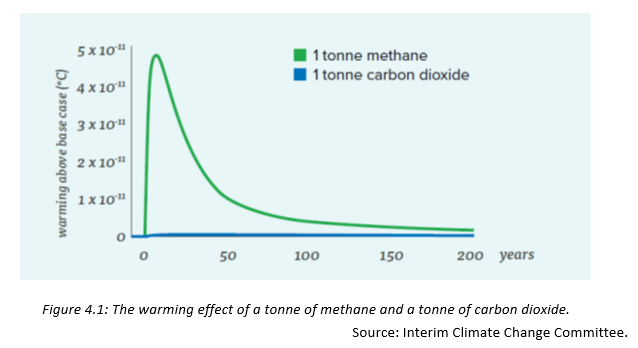 5 x 10⁻¹¹
4 x 10⁻¹¹
3 x 10⁻¹¹
2 x 10⁻¹¹
1 x 10⁻¹¹
0
warming above base case (°C)
1 tonne methane
1 tonne carbon dioxide
0 50 100 150 200 years
Figure 4.1: The warming effect of a tonne of methane and a tonne of carbon dioxide.
Source: Interim Climate Change Committee.